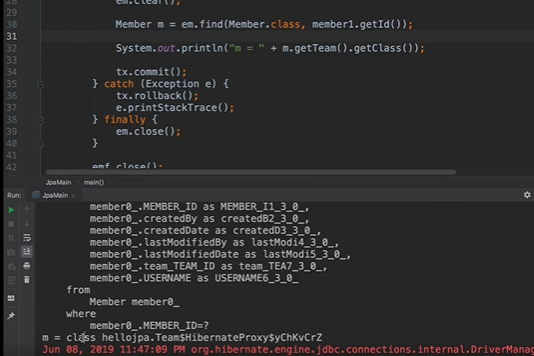 28 em.clear();
29
30 Member m = em.find(Member.class, member1.getId());
31
32 System.out.println("m = " + m.getTeam().getClass());
33
34 tx.commit();
35 } catch (Exception e) {
36 tx.rollback();
37 e.printStackTrace();
38 } finally {
39 em.close();
40 }
41
42 emf.close();
JpaMain › main()
Run: JpaMain ×
member0_.MEMBER_ID as MEMBER_I1_3_0_,
member0_.createdBy as createdB2_3_0_,
member0_.createdDate as createdD3_3_0_,
member0_.lastModifiedBy as lastModi4_3_0_,
member0_.lastModifiedDate as lastModi5_3_0_,
member0_.team_TEAM_ID as team_TEA7_3_0_,
member0_.USERNAME as USERNAME6_3_0_
from
Member member0_
where
member0_.MEMBER_ID=?
m = class hellojpa.Team$HibernateProxy$yChKvCrZ
Jun 08, 2019 11:47:09 PM org.hibernate.engine.jdbc.connections.internal.DriverMana